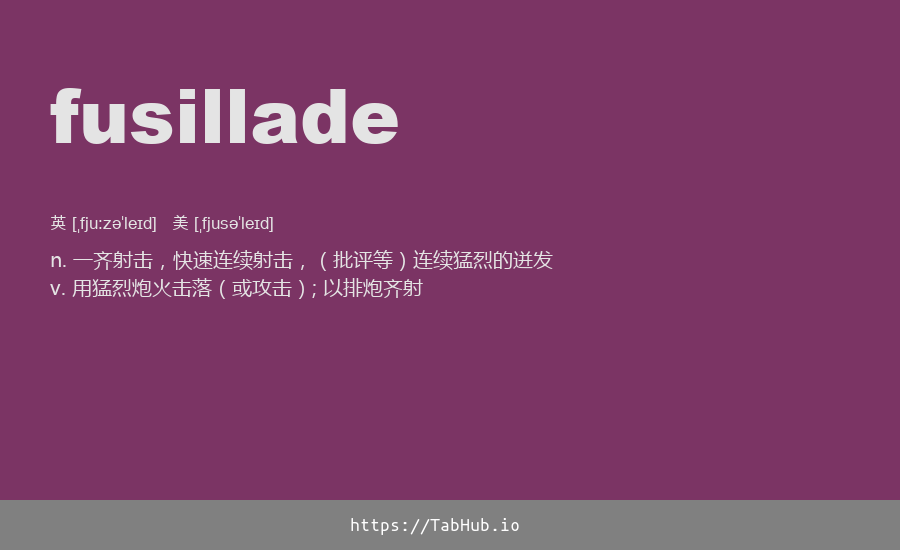 fusillade
英 [ˌfjuːzəˈleɪd] 美 [ˌfjusəˈleɪd]
n. 一齐射击，快速连续射击，（批评等）连续猛烈的迸发
v. 用猛烈炮火击落（或攻击）; 以排炮齐射
https://TabHub.io